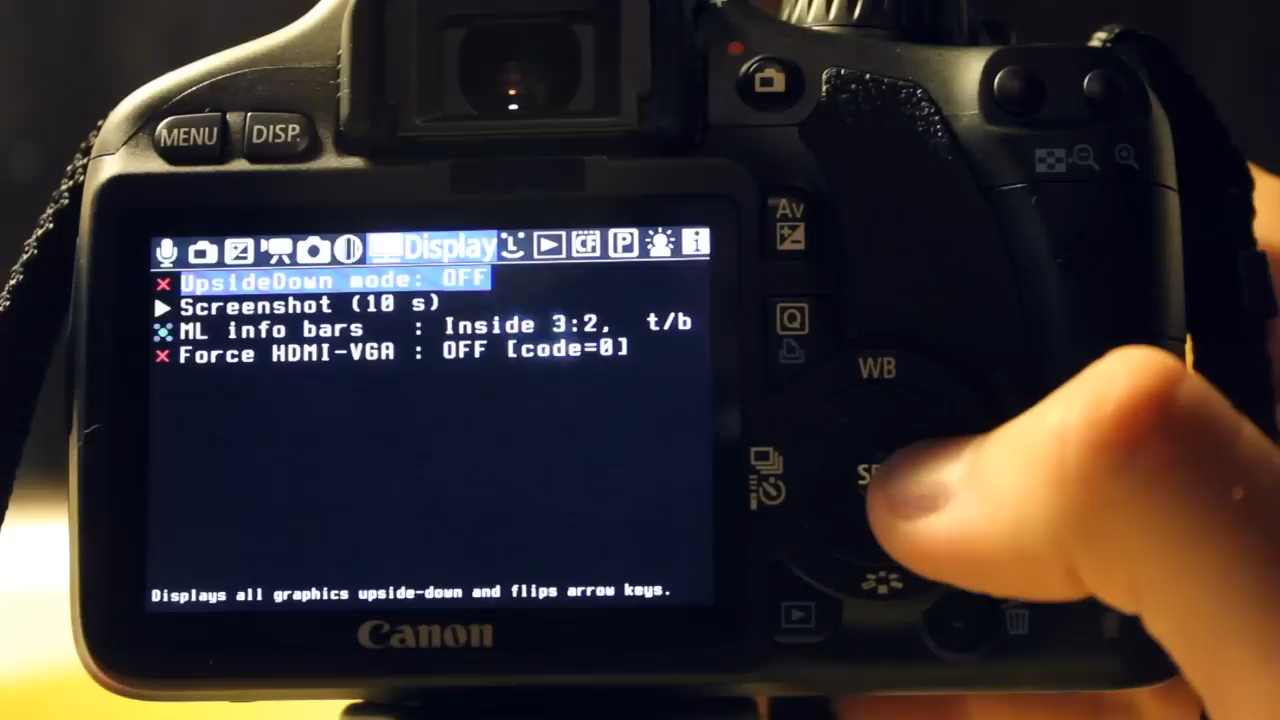 MENU DISP.
Av
Display
UpsideDown mode: OFF
Screenshot (10 s)
ML info bars : Inside 3:2, t/b
Force HDMI-VGA : OFF [code=0]
Q
WB
Displays all graphics upside-down and flips arrow keys.
Canon